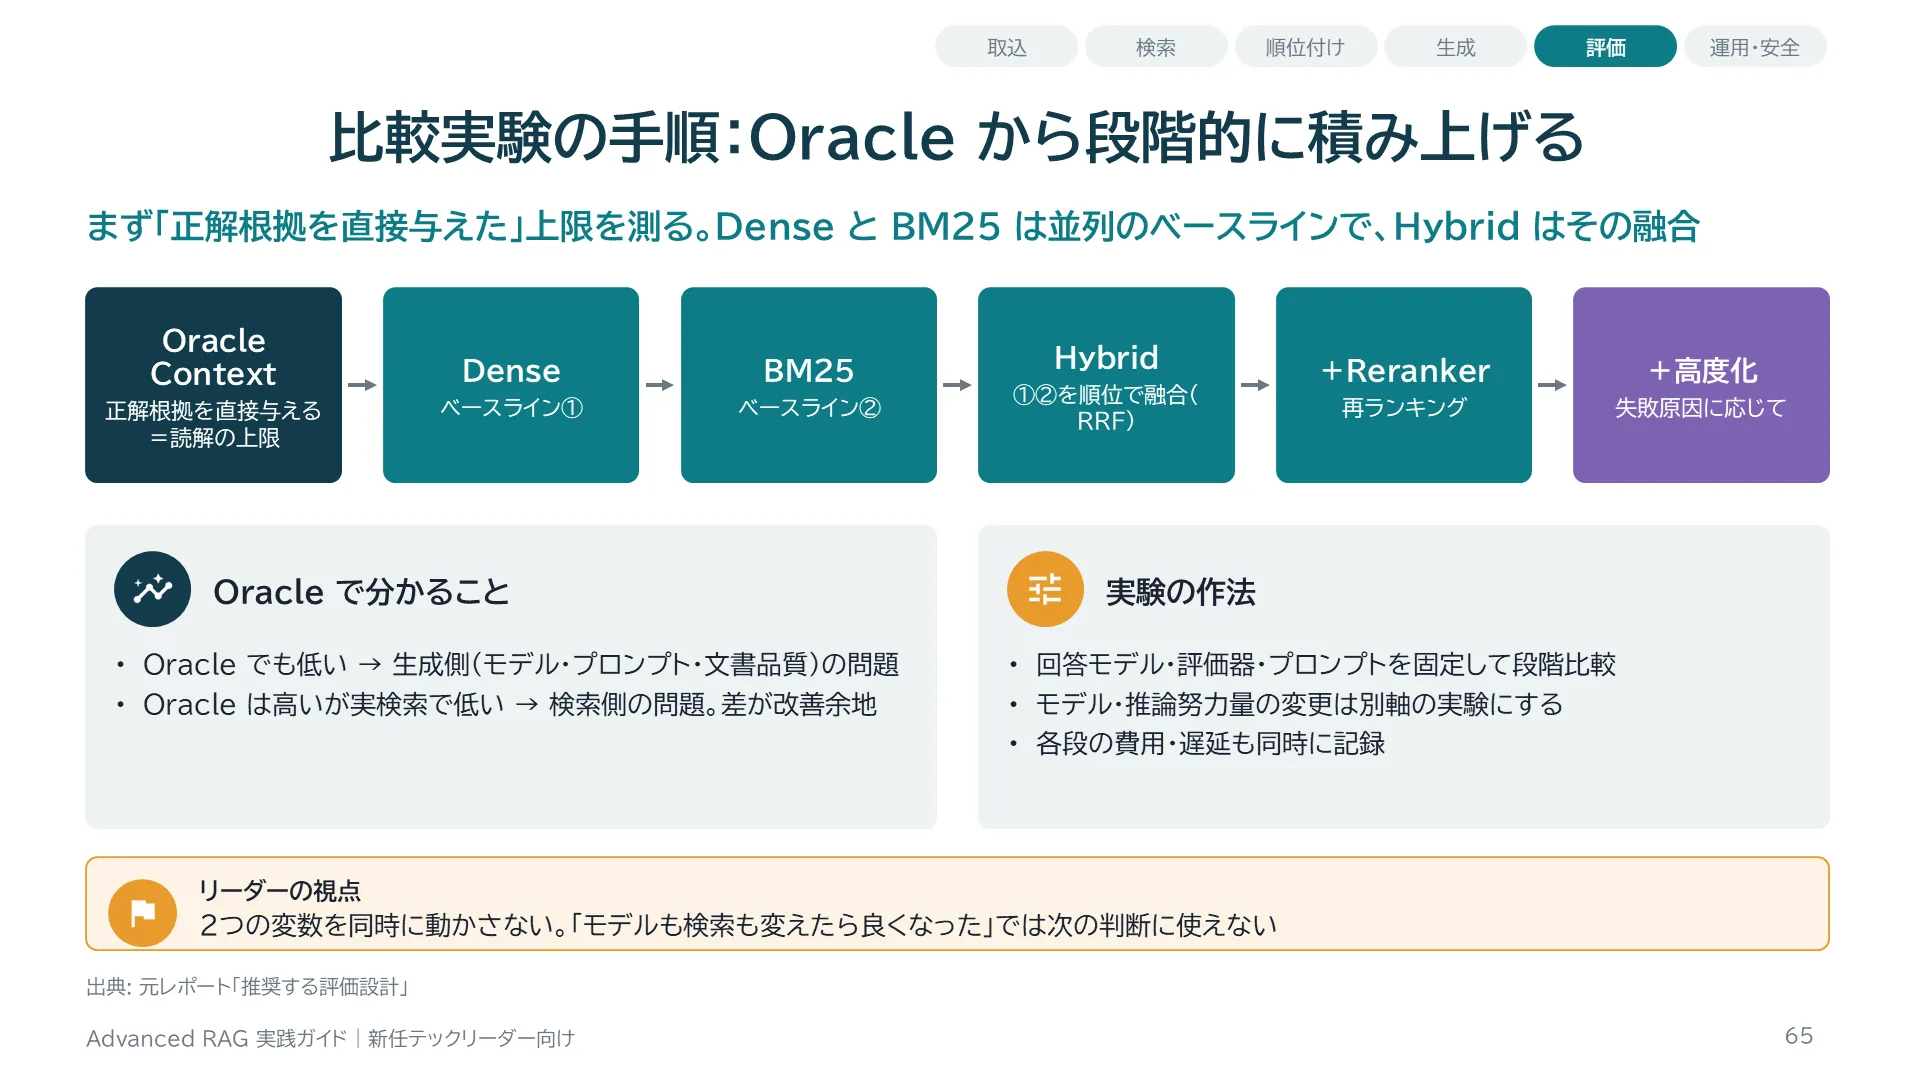 取込
検索
順位付け
生成
評価
運用・安全
比較実験の手順：Oracle から段階的に積み上げる
まず「正解根拠を直接与えた」上限を測る。Dense と BM25 は並列のベースラインで、Hybrid はその融合
Oracle
Context
正解根拠を直接与える
＝読解の上限
Dense
ベースライン①
BM25
ベースライン②
Hybrid
①②を順位で融合(
RRF)
＋Reranker
再ランキング
＋高度化
失敗原因に応じて
Oracle で分かること
• Oracle でも低い → 生成側（モデル・プロンプト・文書品質）の問題
• Oracle は高いが実検索で低い → 検索側の問題。差が改善余地
実験の作法
• 回答モデル・評価器・プロンプトを固定して段階比較
• モデル・推論努力量の変更は別軸の実験にする
• 各段の費用・遅延も同時に記録
リーダーの視点
2つの変数を同時に動かさない。「モデルも検索も変えたら良くなった」では次の判断に使えない
出典: 元レポート「推奨する評価設計」
Advanced RAG 実践ガイド｜新任テックリーダー向け
65